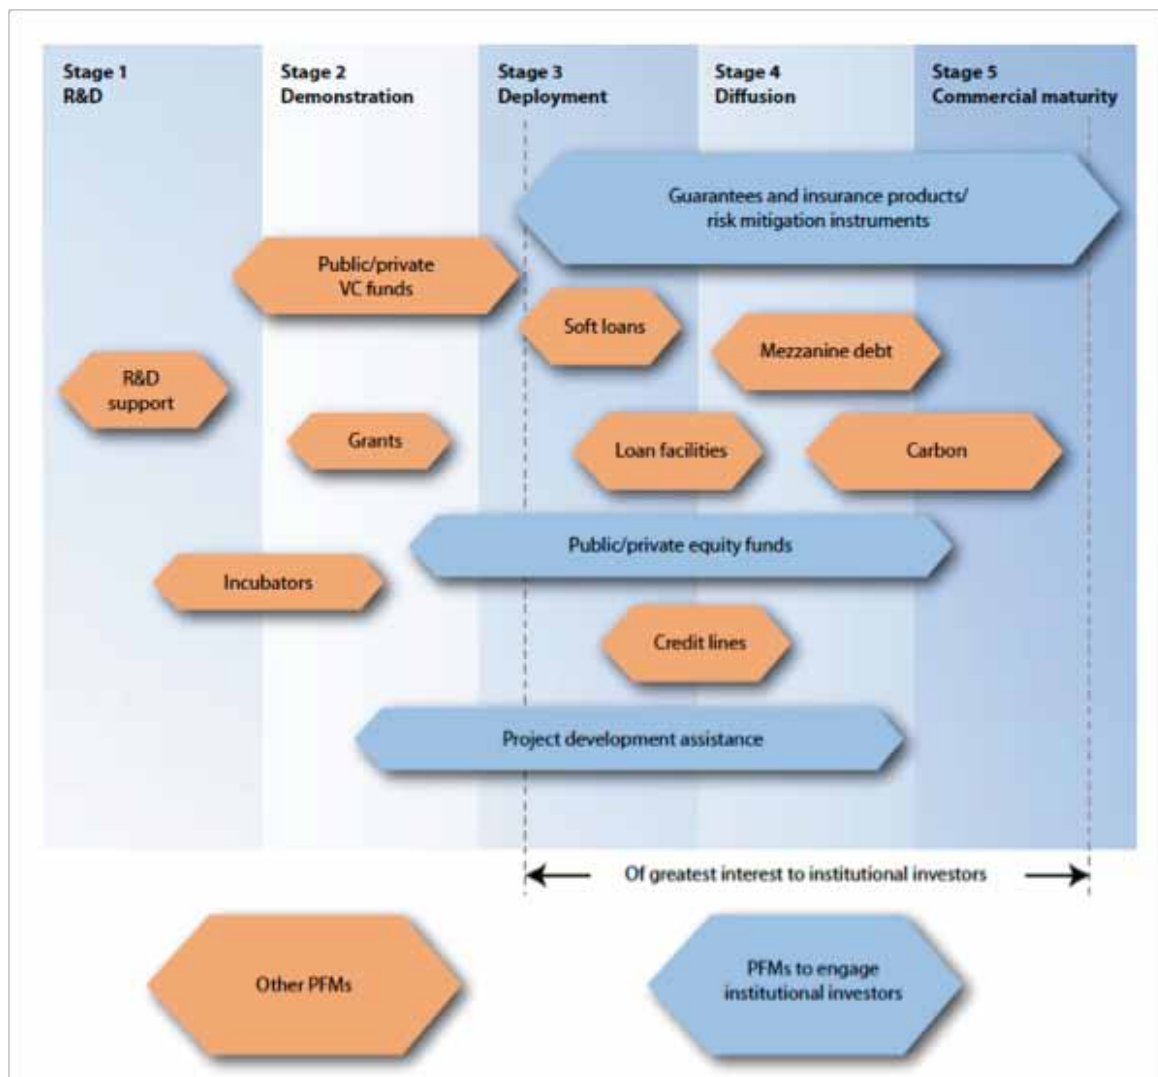 Stage 1
R&D
Stage 2
Demonstration
Stage 3
Deployment
Stage 4
Diffusion
Stage 5
Commercial maturity
Guarantees and insurance products/
risk mitigation instruments
Public/private
VC funds
Soft loans
Mezzanine debt
R&D
support
Grants
Loan facilities
Carbon
Public/private equity funds
Incubators
Credit lines
Project development assistance
Of greatest interest to institutional investors
Other PFMs
PFMs to engage
institutional investors